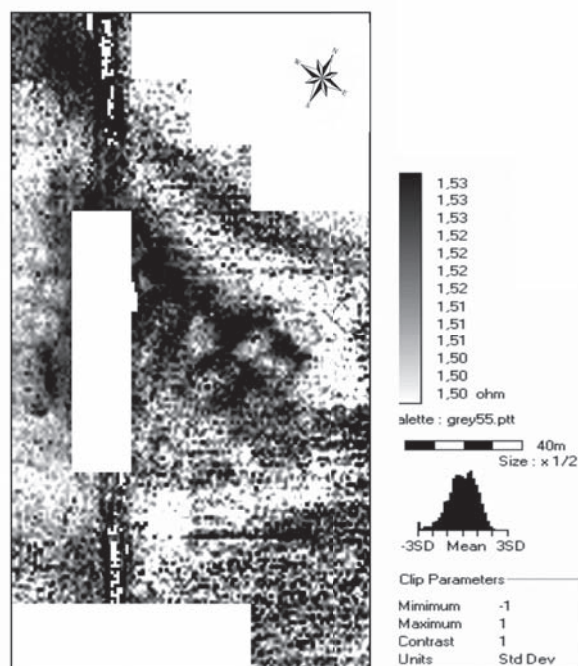 1,53
1,53
1,53
1,52
1,52
1,52
1,52
1,51
1,51
1,50
1,50
1,50 ohm
alette : grey55.ptt
40m
Size : x 1/2
-3SD Mean 3SD
Clip Parameters
Mimimum -1
Maximum 1
Contrast 1
Units Std Dev